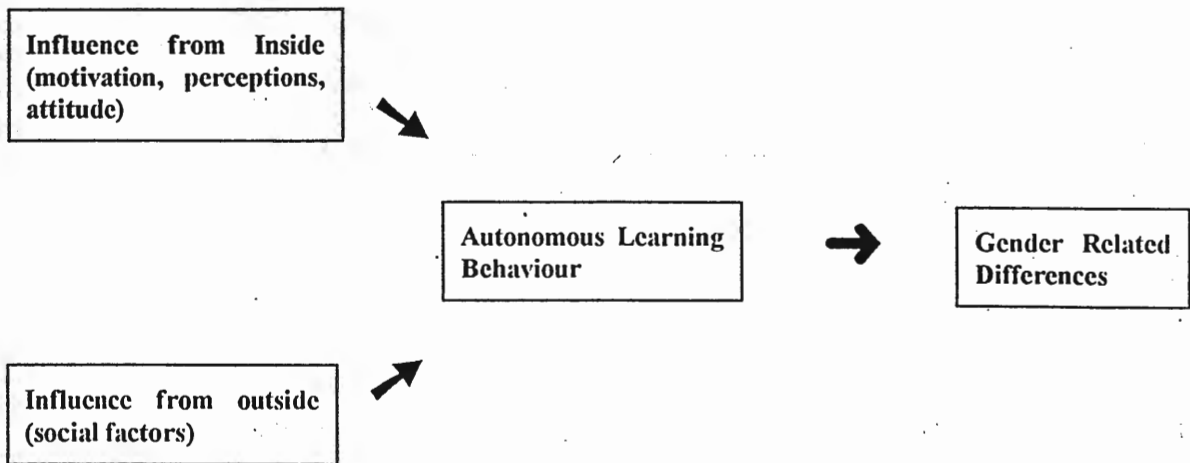 Influence from Inside
(motivation, perceptions,
attitude)
Autonomous Learning
Behaviour
Gender Related
Differences
Influence from outside
(social factors)